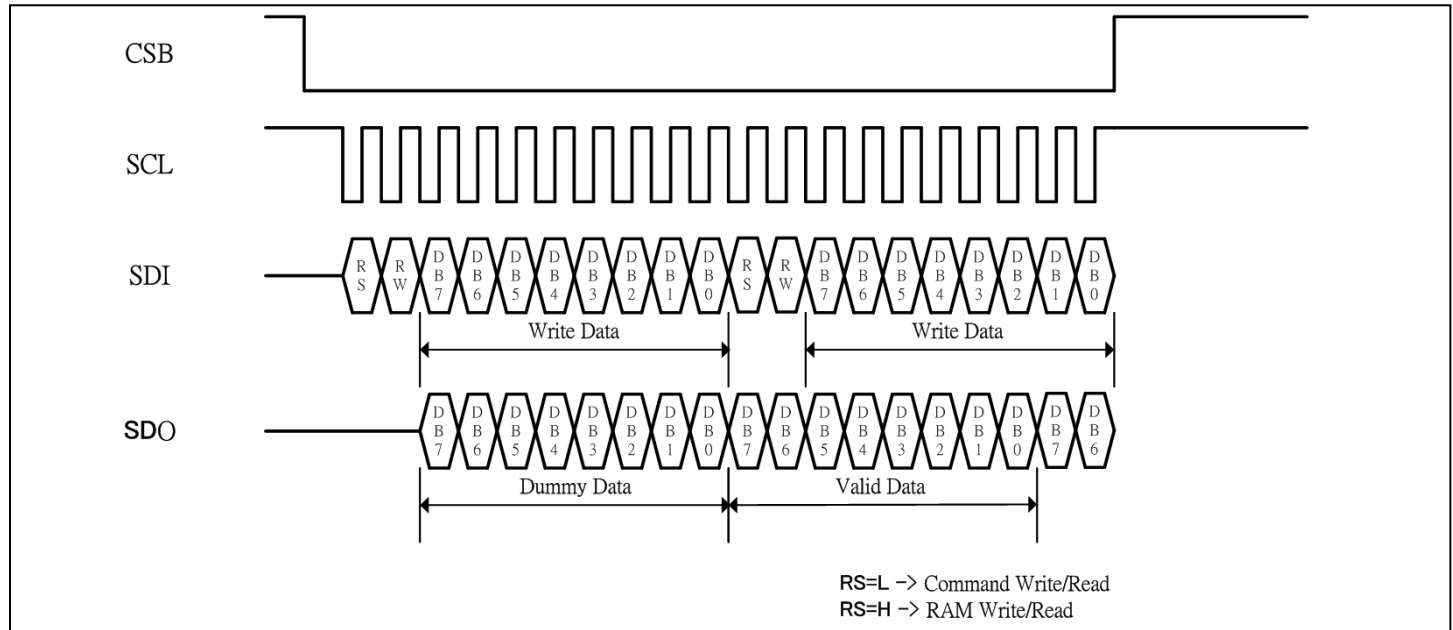 CSB
SCL
SDI
RS RW DB7 DB6 DB5 DB4 DB3 DB2 DB1 DB0 RS RW DB7 DB6 DB5 DB4 DB3 DB2 DB1 DB0
Write Data Write Data
SDO
DB7 DB6 DB5 DB4 DB3 DB2 DB1 DB0 DB7 DB6 DB5 DB4 DB3 DB2 DB1 DB0 DB7 DB6
Dummy Data Valid Data
RS=L -> Command Write/Read
RS=H -> RAM Write/Read